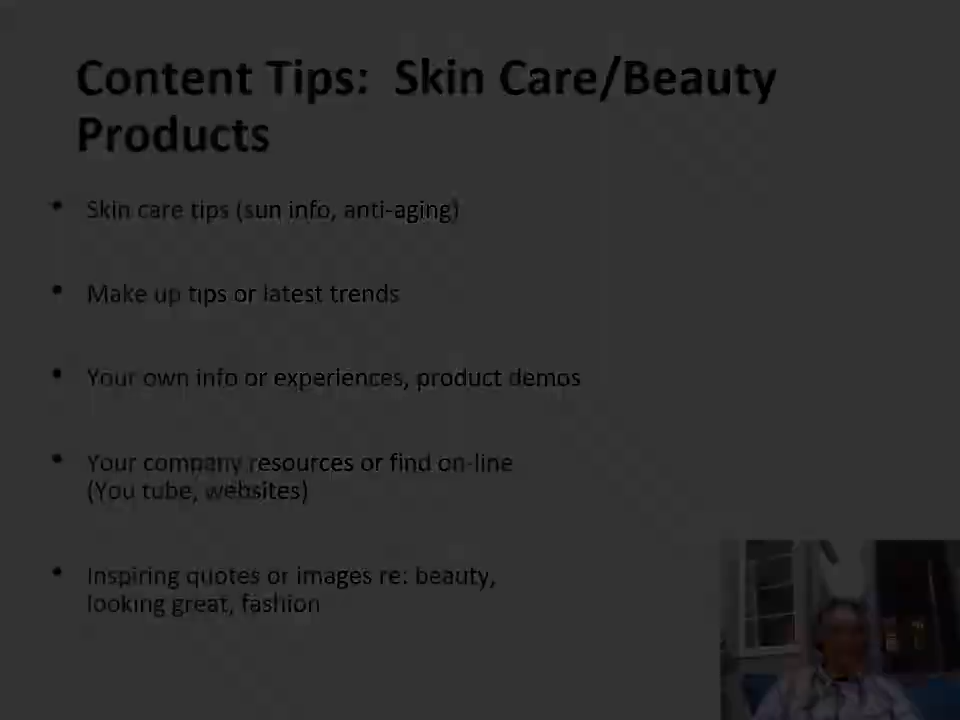 Content Tips:  Skin Care/Beauty
Products
• Skin care tips (sun info, anti-aging)
• Make up tips or latest trends
• Your own info or experiences, product demos
• Your company resources or find on-line
(You tube, websites)
• Inspiring quotes or images re: beauty,
looking great, fashion